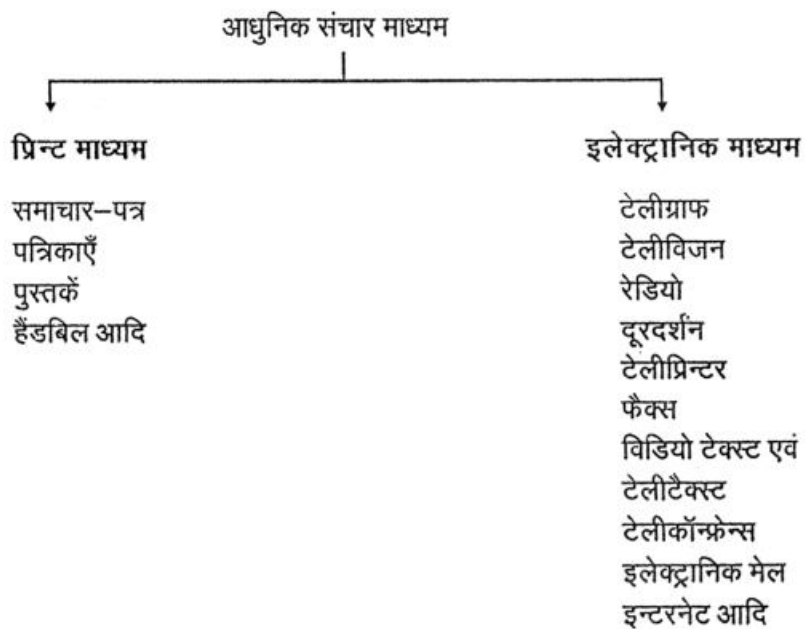 आधुनिक संचार माध्यम
प्रिन्ट माध्यम
समाचार–पत्र
पत्रिकाएँ
पुस्तकें
हैंडबिल आदि
इलेक्ट्रानिक माध्यम
टेलीग्राफ
टेलीविजन
रेडियो
दूरदर्शन
टेलीप्रिन्टर
फैक्स
विडियो टेक्स्ट एवं
टेलीटैक्स्ट
टेलीकॉन्फ्रेन्स
इलेक्ट्रानिक मेल
इन्टरनेट आदि